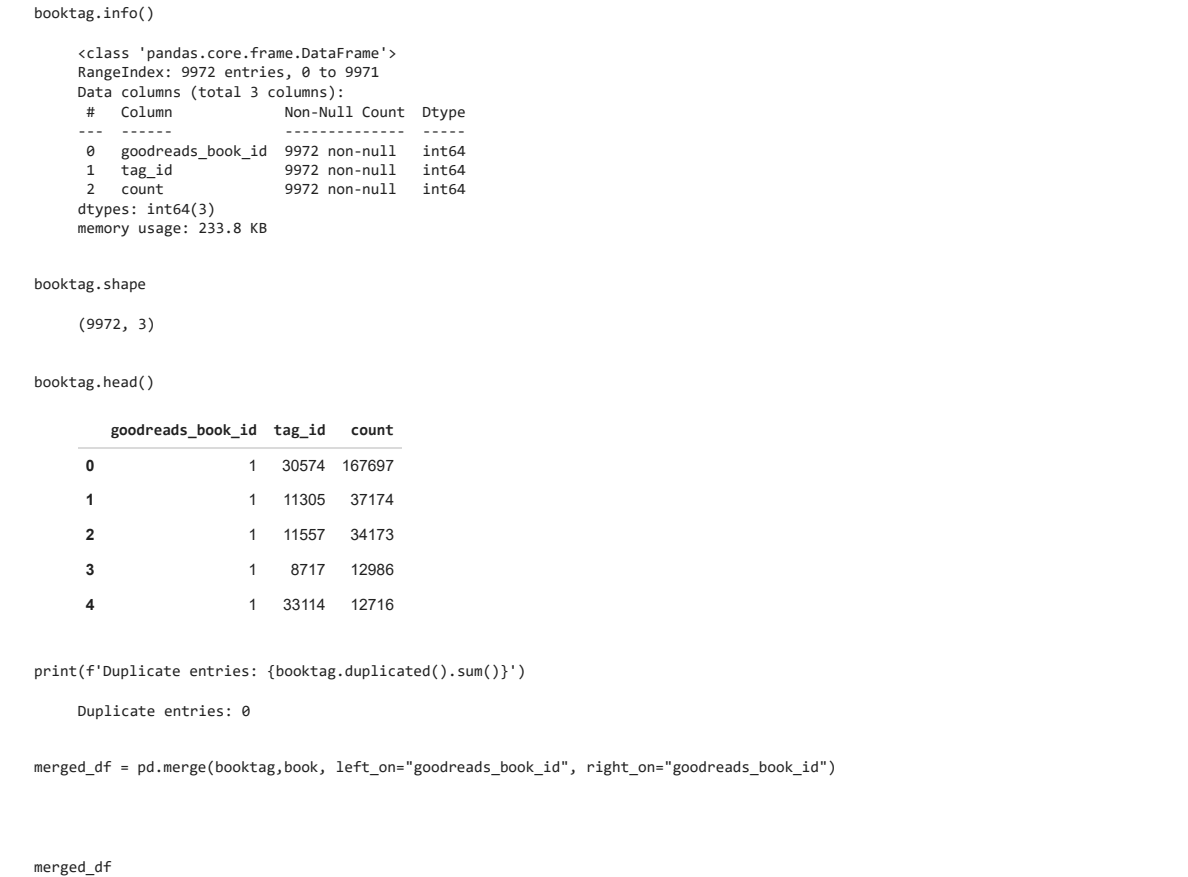 booktag.info()
<class 'pandas.core.frame.DataFrame'>
RangeIndex: 9972 entries, 0 to 9971
Data columns (total 3 columns):
# Column Non-Null Count Dtype
--- ------ -------------- -----
0 goodreads_book_id 9972 non-null int64
1 tag_id 9972 non-null int64
2 count 9972 non-null int64
dtypes: int64(3)
memory usage: 233.8 KB
booktag.shape
(9972, 3)
booktag.head()
goodreads_book_id tag_id count
0 1 30574 167697
1 1 11305 37174
2 1 11557 34173
3 1 8717 12986
4 1 33114 12716
print(f'Duplicate entries: {booktag.duplicated().sum()}')
Duplicate entries: 0
merged_df = pd.merge(booktag,book, left_on="goodreads_book_id", right_on="goodreads_book_id")
merged_df